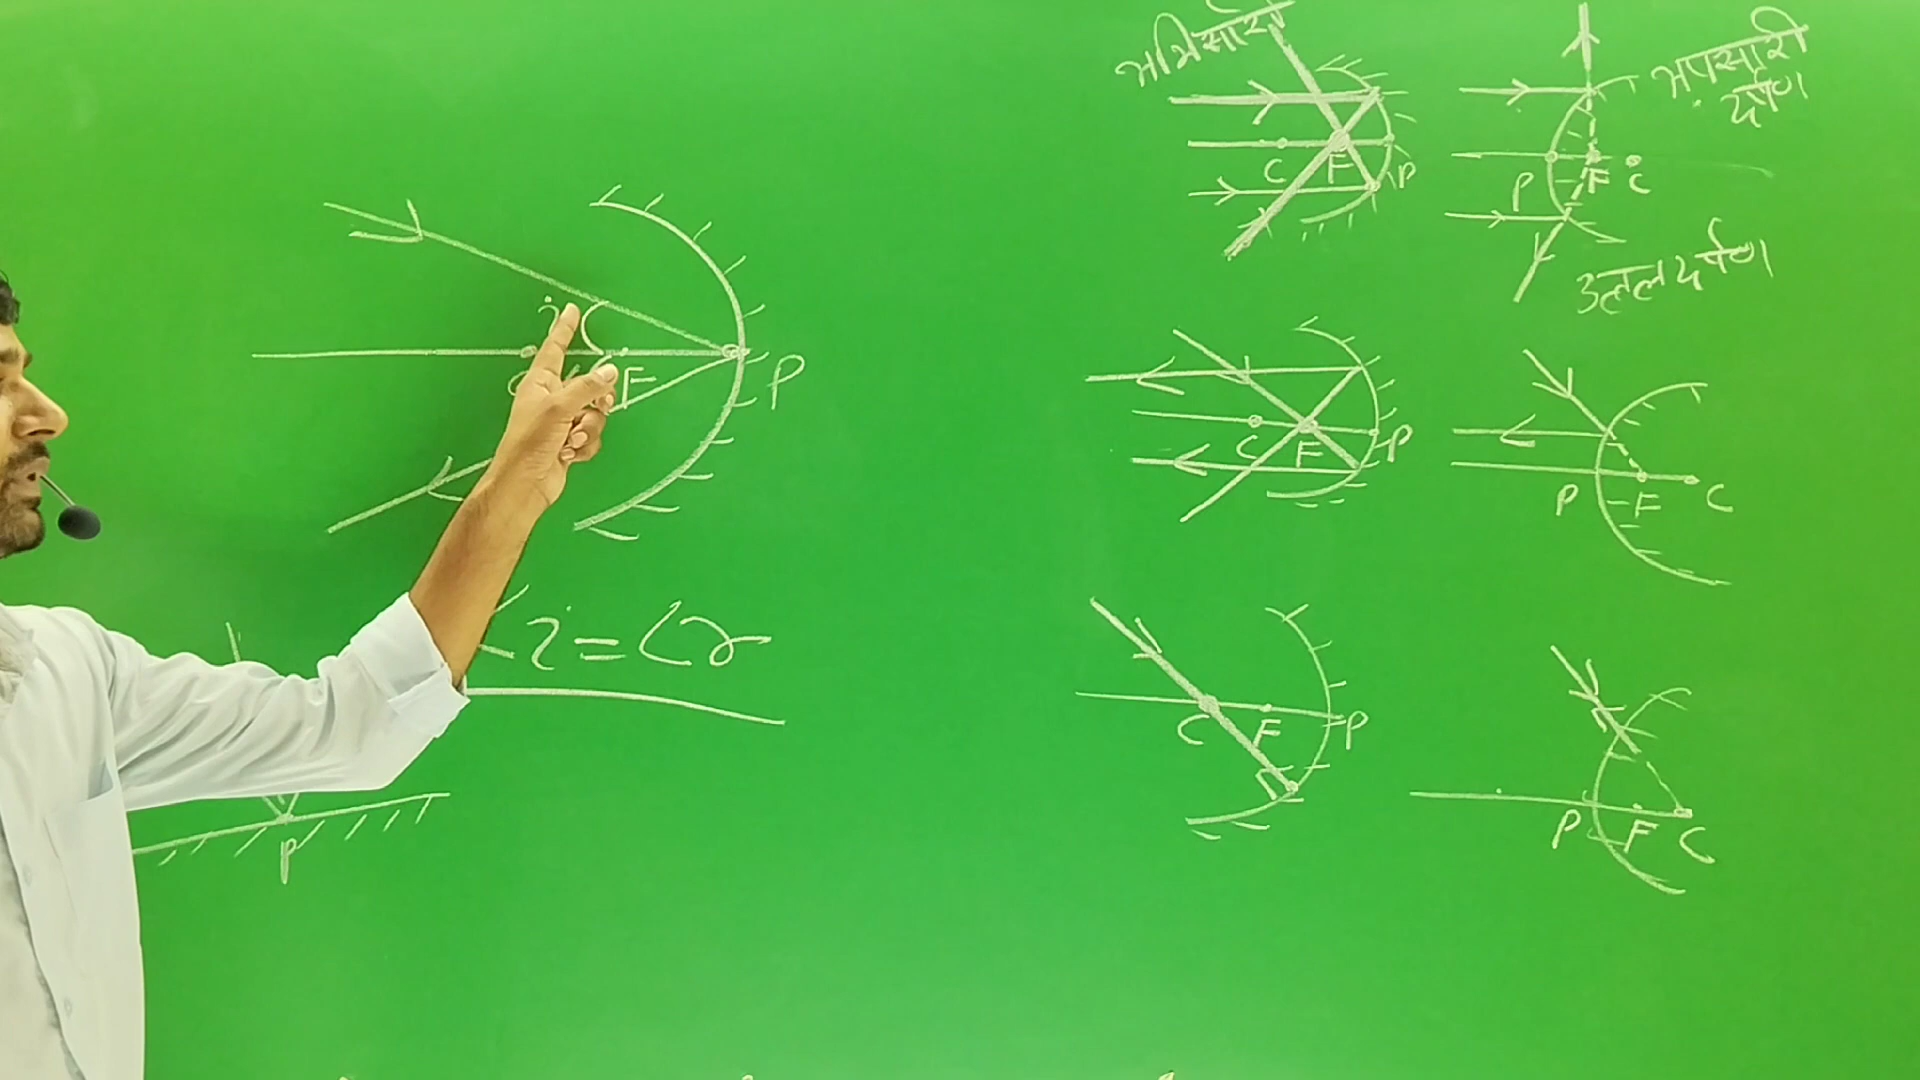 i
F
P
∠i = ∠r
P
अभिसारी
C F P
अपसारी
दर्पण
P F C
उत्तल दर्पण
C F P
P F C
C F P
P F C